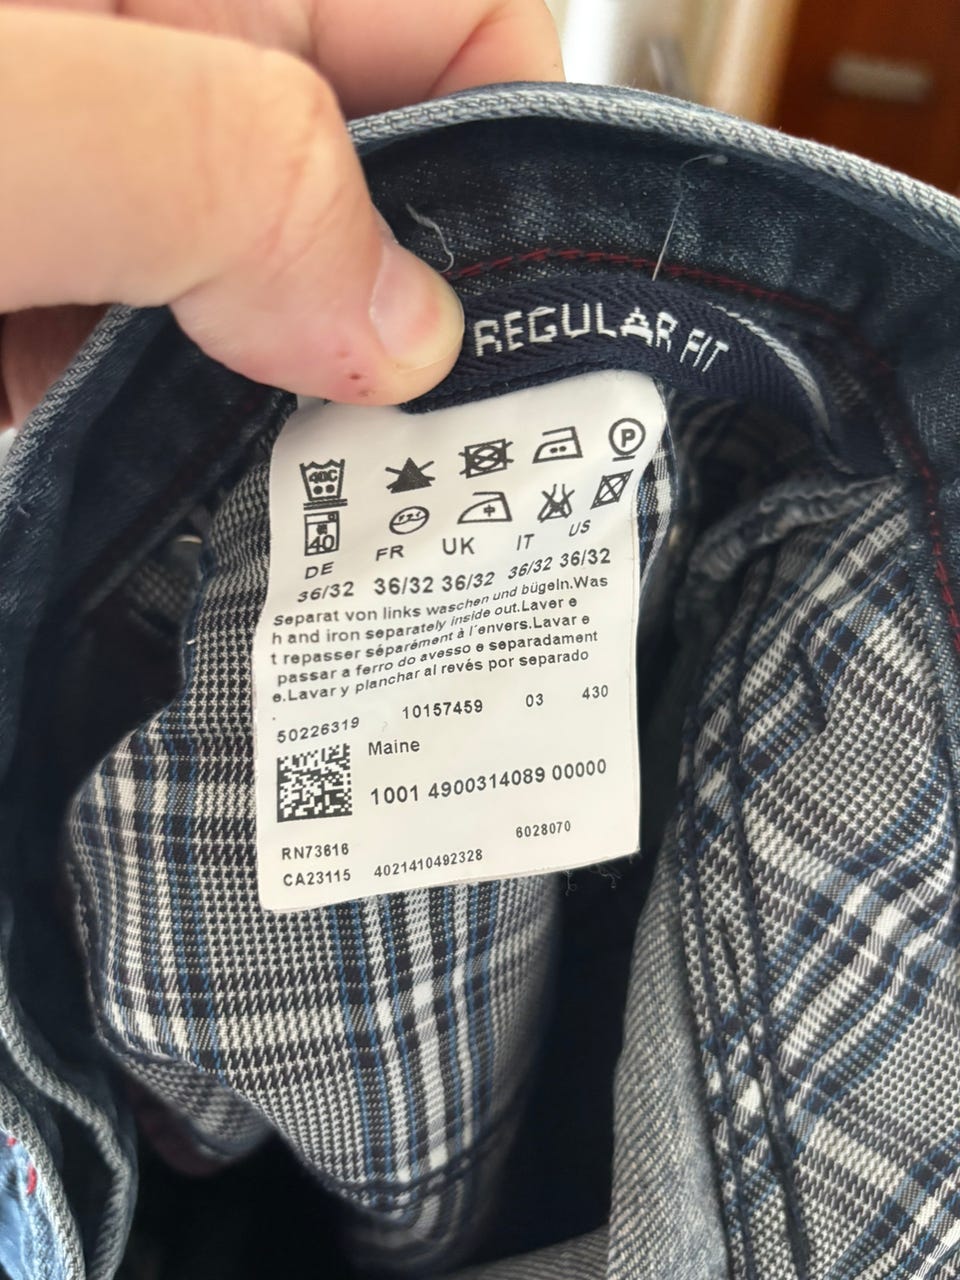 REGULAR FIT
40C
P
40
DE FR UK IT US
36/32 36/32 36/32 36/32 36/32
Separat von links waschen und bügeln.Was
h and iron separately inside out.Laver e
t repasser séparément à l´envers.Lavar e
passar a ferro do avesso e separadament
e.Lavar y planchar al revés por separado
.
50226319 10157459 03 430
Maine
1001 4900314089 00000
6028070
RN73616
CA23115 4021410492328